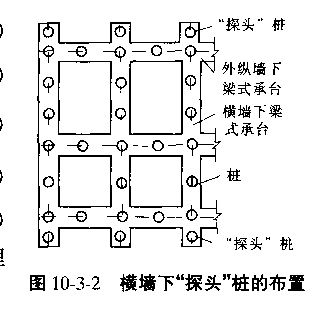 “探头”桩
外纵墙下
梁式承台
横墙下梁
式承台
桩
“探头”桩
理
图 10-3-2 横墙下“探头”桩的布置